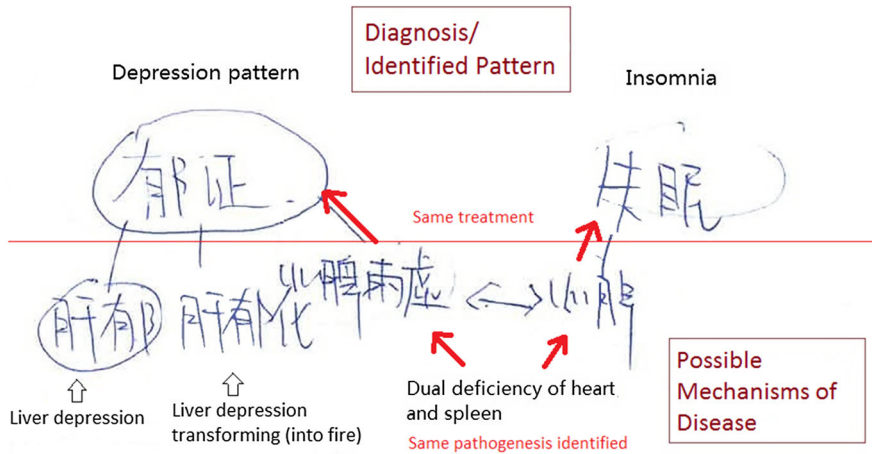 Diagnosis/
Identified Pattern
Depression pattern
Insomnia
郁证
失眠
Same treatment
肝郁
肝郁化
心脾两虚
心脾
Liver depression
Liver depression
transforming (into fire)
Dual deficiency of heart
and spleen
Same pathogenesis identified
Possible
Mechanisms of
Disease